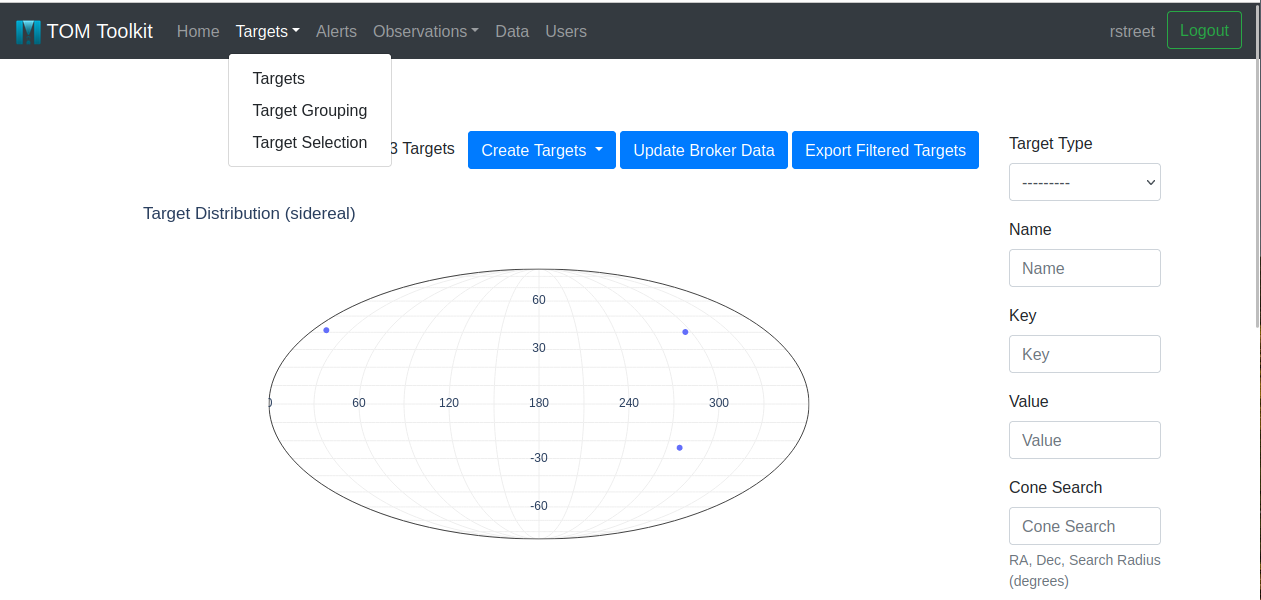 TOM Toolkit Home Targets Alerts Observations Data Users rstreet Logout
Targets
Target Grouping
Target Selection
3 Targets Create Targets Update Broker Data Export Filtered Targets
Target Type
---------
Target Distribution (sidereal)
60
30
60 120 180 240 300
-30
-60
Name
Name
Key
Key
Value
Value
Cone Search
Cone Search
RA, Dec, Search Radius
(degrees)